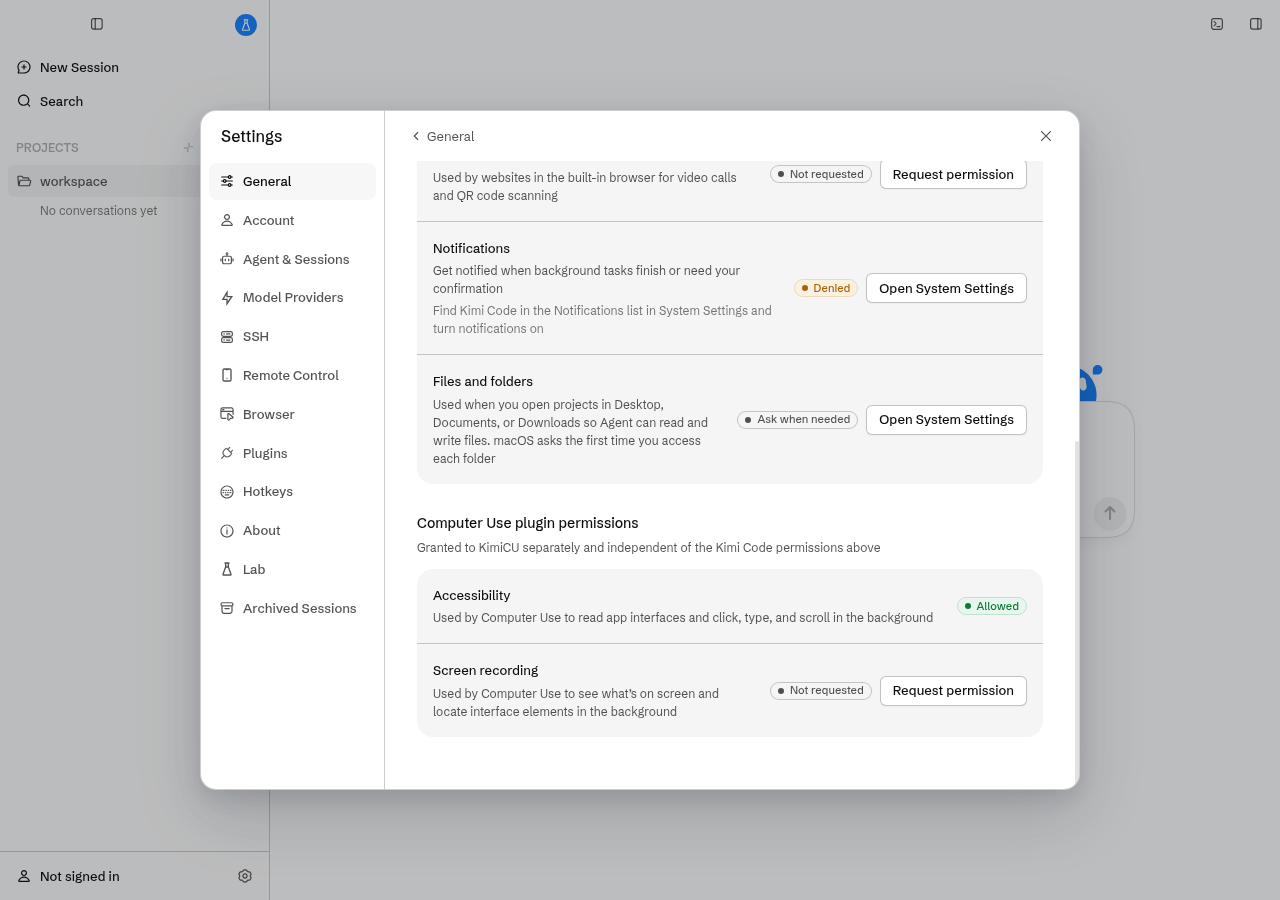 New Session
Search
PROJECTS
workspace
No conversations yet
Not signed in
Settings
General
Account
Agent & Sessions
Model Providers
SSH
Remote Control
Browser
Plugins
Hotkeys
About
Lab
Archived Sessions
General
Used by websites in the built-in browser for video calls
and QR code scanning
Not requested
Request permission
Notifications
Get notified when background tasks finish or need your
confirmation
Find Kimi Code in the Notifications list in System Settings and
turn notifications on
Denied
Open System Settings
Files and folders
Used when you open projects in Desktop,
Documents, or Downloads so Agent can read and
write files. macOS asks the first time you access
each folder
Ask when needed
Open System Settings
Computer Use plugin permissions
Granted to KimiCU separately and independent of the Kimi Code permissions above
Accessibility
Used by Computer Use to read app interfaces and click, type, and scroll in the background
Allowed
Screen recording
Used by Computer Use to see what's on screen and
locate interface elements in the background
Not requested
Request permission